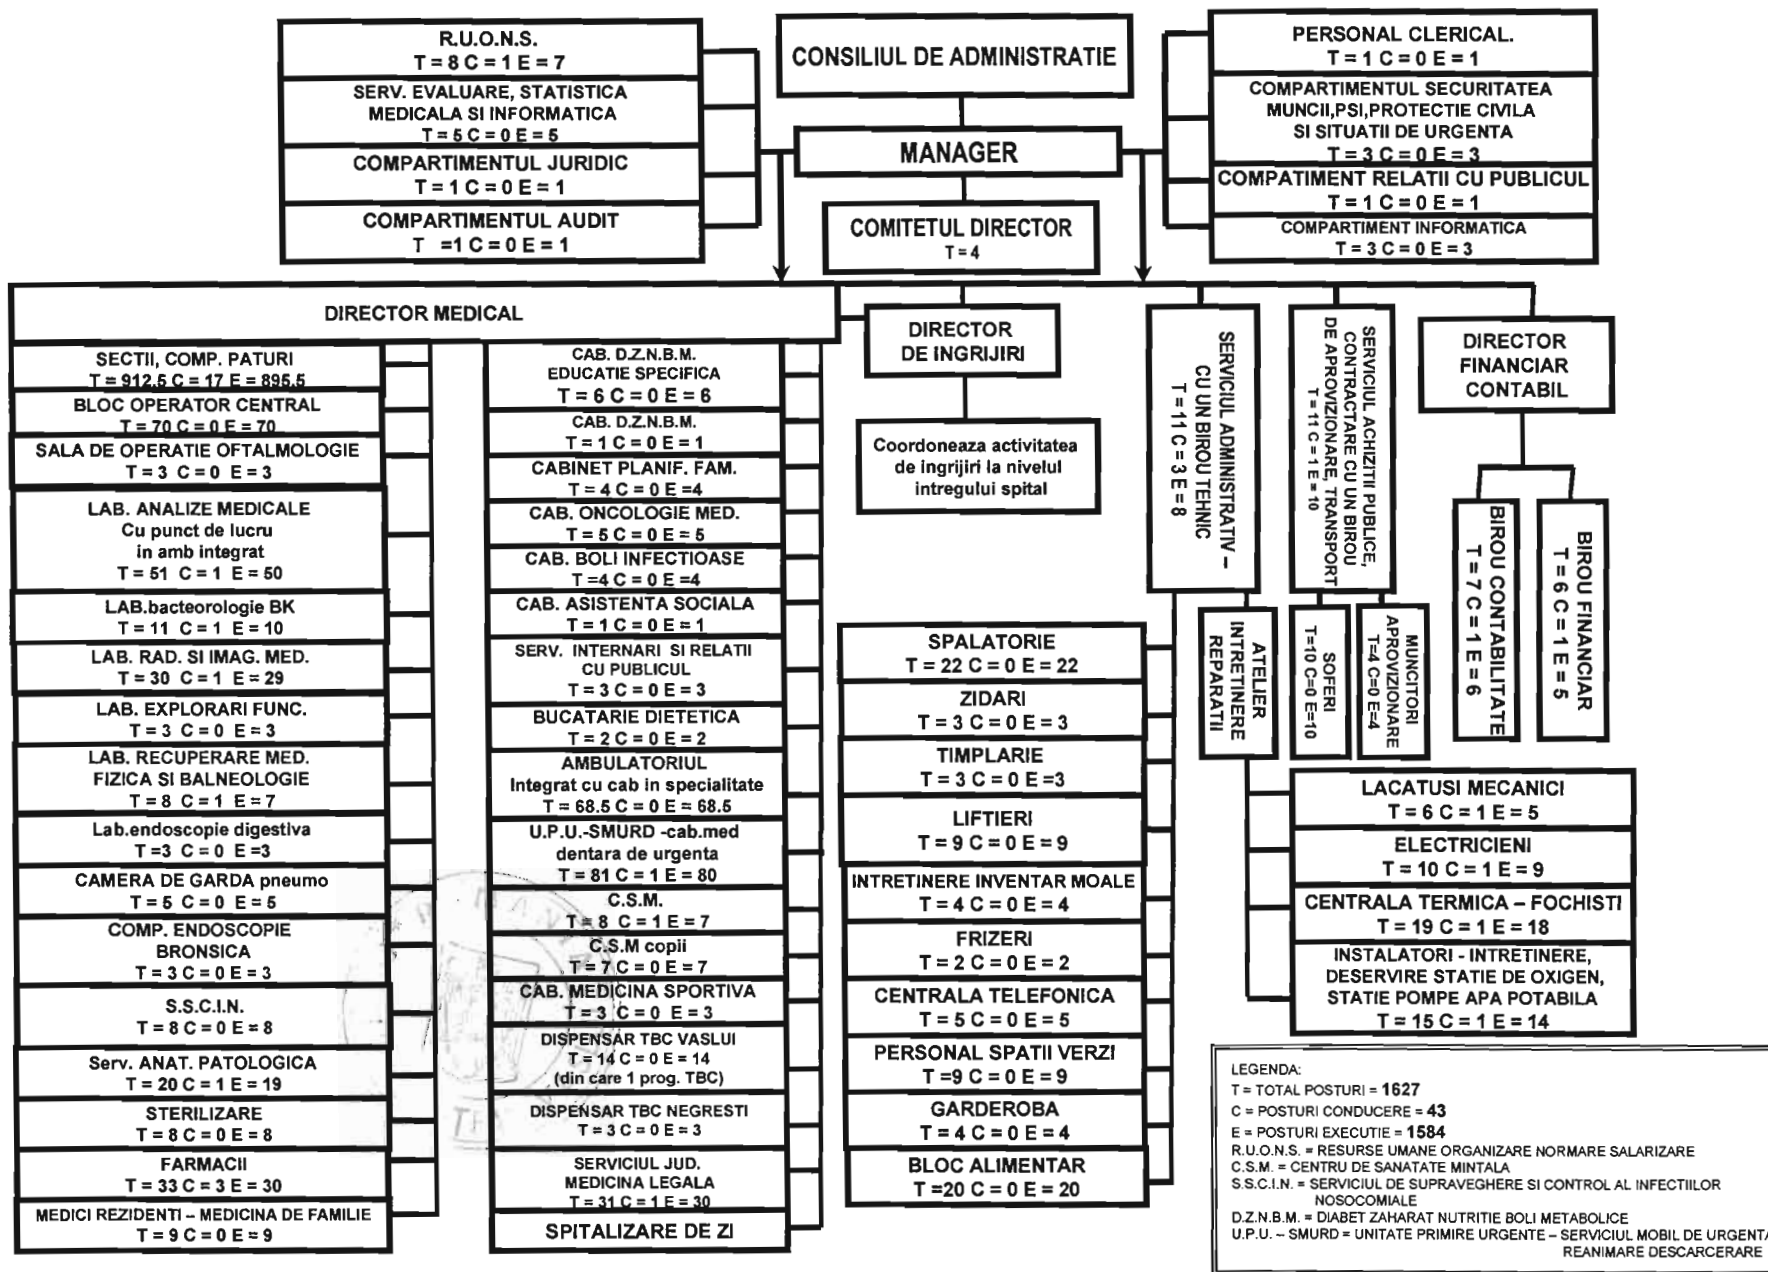 R.U.O.N.S.
T = 8 C = 1 E = 7
SERV. EVALUARE, STATISTICA
MEDICALA SI INFORMATICA
T = 5 C = 0 E = 5
COMPARTIMENTUL JURIDIC
T = 1 C = 0 E = 1
COMPARTIMENTUL AUDIT
T =1 C = 0 E = 1
CONSILIUL DE ADMINISTRATIE
MANAGER
COMITETUL DIRECTOR
T = 4
PERSONAL CLERICAL.
T = 1 C = 0 E = 1
COMPARTIMENTUL SECURITATEA
MUNCII,PSI,PROTECTIE CIVILA
SI SITUATII DE URGENTA
T = 3 C = 0 E = 3
COMPATIMENT RELATII CU PUBLICUL
T = 1 C = 0 E = 1
COMPARTIMENT INFORMATICA
T = 3 C = 0 E = 3
DIRECTOR MEDICAL
SECTII, COMP. PATURI
T = 912,5 C = 17 E = 895,5
BLOC OPERATOR CENTRAL
T = 70 C = 0 E = 70
SALA DE OPERATIE OFTALMOLOGIE
T = 3 C = 0 E = 3
LAB. ANALIZE MEDICALE
Cu punct de lucru
in amb integrat
T = 51 C = 1 E = 50
LAB.bacteorologie BK
T = 11 C = 1 E = 10
LAB. RAD. SI IMAG. MED.
T = 30 C = 1 E = 29
LAB. EXPLORARI FUNC.
T = 3 C = 0 E = 3
LAB. RECUPERARE MED.
FIZICA SI BALNEOLOGIE
T = 8 C = 1 E = 7
Lab.endoscopie digestiva
T =3 C = 0 E =3
CAMERA DE GARDA pneumo
T = 5 C = 0 E = 5
COMP. ENDOSCOPIE
BRONSICA
T = 3 C = 0 E = 3
S.S.C.I.N.
T = 8 C = 0 E = 8
Serv. ANAT. PATOLOGICA
T = 20 C = 1 E = 19
STERILIZARE
T = 8 C = 0 E = 8
FARMACII
T = 33 C = 3 E = 30
MEDICI REZIDENTI – MEDICINA DE FAMILIE
T = 9 C = 0 E = 9
CAB. D.Z.N.B.M.
EDUCATIE SPECIFICA
T = 6 C = 0 E = 6
CAB. D.Z.N.B.M.
T = 1 C = 0 E = 1
CABINET PLANIF. FAM.
T = 4 C = 0 E =4
CAB. ONCOLOGIE MED.
T = 5 C = 0 E = 5
CAB. BOLI INFECTIOASE
T =4 C = 0 E =4
CAB. ASISTENTA SOCIALA
T = 1 C = 0 E = 1
SERV. INTERNARI SI RELATII
CU PUBLICUL
T = 3 C = 0 E = 3
BUCATARIE DIETETICA
T = 2 C = 0 E = 2
AMBULATORIUL
Integrat cu cab in specialitate
T = 68.5 C = 0 E = 68.5
U.P.U.-SMURD -cab.med
dentara de urgenta
T = 81 C = 1 E = 80
C.S.M.
T = 8 C = 1 E = 7
C.S.M copii
T = 7 C = 0 E = 7
CAB. MEDICINA SPORTIVA
T = 3 C = 0 E = 3
DISPENSAR TBC VASLUI
T = 14 C = 0 E = 14
(din care 1 prog. TBC)
DISPENSAR TBC NEGRESTI
T = 3 C = 0 E = 3
SERVICIUL JUD.
MEDICINA LEGALA
T = 31 C = 1 E = 30
SPITALIZARE DE ZI
DIRECTOR
DE INGRIJIRI
Coordoneaza activitatea
de ingrijiri la nivelul
intregului spital
SERVICIUL ADMINISTRATIV –
CU UN BIROU TEHNIC
T = 11 C = 3 E = 8
SPALATORIE
T = 22 C = 0 E = 22
ZIDARI
T = 3 C = 0 E = 3
TIMPLARIE
T = 3 C = 0 E =3
LIFTIERI
T = 9 C = 0 E = 9
INTRETINERE INVENTAR MOALE
T = 4 C = 0 E = 4
FRIZERI
T = 2 C = 0 E = 2
CENTRALA TELEFONICA
T = 5 C = 0 E = 5
PERSONAL SPATII VERZI
T =9 C = 0 E = 9
GARDEROBA
T = 4 C = 0 E = 4
BLOC ALIMENTAR
T =20 C = 0 E = 20
ATELIER
INTRETINERE
REPARATII
SERVICIUL ACHIZITII PUBLICE,
CONTRACTARE CU UN BIROU
DE APROVIZIONARE, TRANSPORT
T = 11 C = 1 E = 10
SOFERI
T=10 C=0 E=10
MUNCITORI
APROVIZIONARE
T=4 C=0 E=4
DIRECTOR
FINANCIAR
CONTABIL
BIROU CONTABILITATE
T = 7 C = 1 E = 6
BIROU FINANCIAR
T = 6 C = 1 E = 5
LACATUSI MECANICI
T = 6 C = 1 E = 5
ELECTRICIENI
T = 10 C = 1 E = 9
CENTRALA TERMICA – FOCHISTI
T = 19 C = 1 E = 18
INSTALATORI - INTRETINERE,
DESERVIRE STATIE DE OXIGEN,
STATIE POMPE APA POTABILA
T = 15 C = 1 E = 14
LEGENDA:
T = TOTAL POSTURI = 1627
C = POSTURI CONDUCERE = 43
E = POSTURI EXECUTIE = 1584
R.U.O.N.S. = RESURSE UMANE ORGANIZARE NORMARE SALARIZARE
C.S.M. = CENTRU DE SANATATE MINTALA
S.S.C.I.N. = SERVICIUL DE SUPRAVEGHERE SI CONTROL AL INFECTIILOR
NOSOCOMIALE
D.Z.N.B.M. = DIABET ZAHARAT NUTRITIE BOLI METABOLICE
U.P.U. – SMURD = UNITATE PRIMIRE URGENTE – SERVICIUL MOBIL DE URGENTA
REANIMARE DESCARCERARE